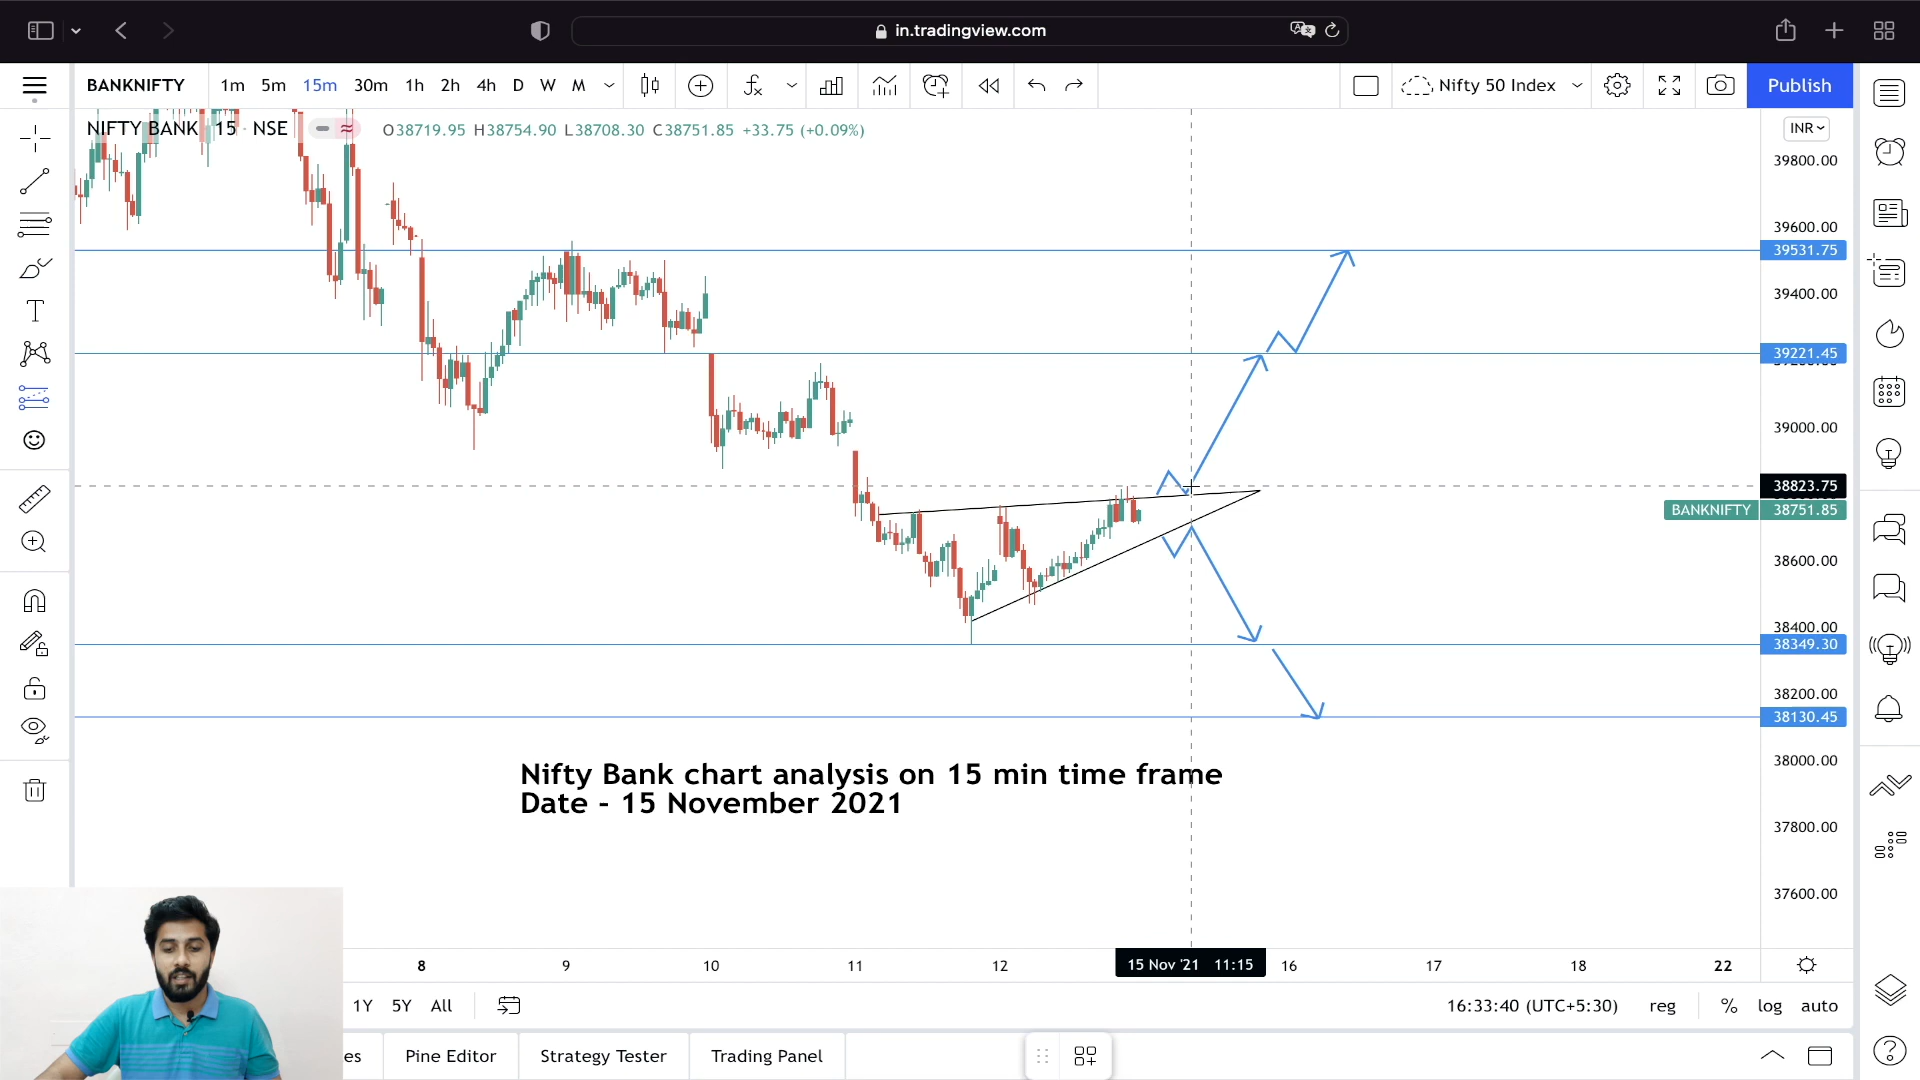 in.tradingview.com
BANKNIFTY 1m 5m 15m 30m 1h 2h 4h D W M Nifty 50 Index Publish
NIFTY BANK 15 NSE O38719.95 H38754.90 L38708.30 C38751.85 +33.75 (+0.09%)
INR
39800.00
39600.00
39531.75
39400.00
39221.45
39000.00
38823.75
BANKNIFTY 38751.85
38600.00
38400.00
38349.30
38200.00
38130.45
38000.00
37800.00
37600.00
Nifty Bank chart analysis on 15 min time frame
Date - 15 November 2021
8 9 10 11 12 15 Nov '21 11:15 16 17 18 22
1Y 5Y All 16:33:40 (UTC+5:30) reg % log auto
es Pine Editor Strategy Tester Trading Panel